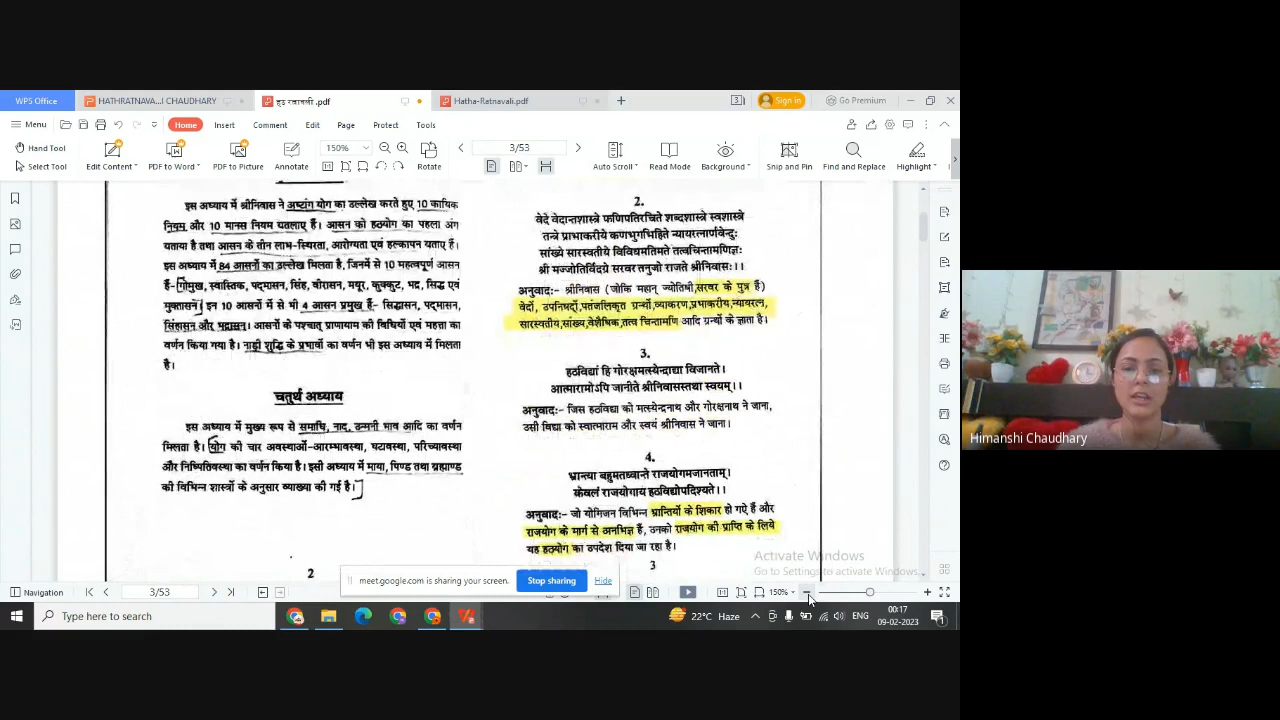 WPS Office
HATHRATNAVA...I CHAUDHARY
हठ रत्नावली .pdf
Hatha-Ratnavali.pdf
Sign in
Go Premium
Menu
Home
Insert
Comment
Edit
Page
Protect
Tools
Hand Tool
Select Tool
Edit Content
PDF to Word
PDF to Picture
Annotate
150%
Rotate
3/53
Auto Scroll
Read Mode
Background
Snip and Pin
Find and Replace
Highlight
इस अध्याय में श्रीनिवास ने अष्टांग योग का उल्लेख करते हुए 10 कायिक
नियम और 10 मानस नियम बतलाए हैं। आसन को हठयोग का पहला अंग
बताया है तथा आसन के तीन लाभ-स्थिरता, आरोग्यता एवं हल्कापन बताए हैं।
इस अध्याय में 84 आसनों का उल्लेख मिलता है, जिनमें से 10 महत्वपूर्ण आसन
हैं- गोमुख, स्वास्तिक, पद्मासन, सिंह, वीरासन, मयूर, कुक्कुट, भद्र, सिद्ध एवं
मुक्तासन। इन 10 आसनों में से भी 4 आसन प्रमुख हैं- सिद्धासन, पद्मासन,
सिंहासन और भद्रासन। आसनों के पश्चात् प्राणायाम की विधियों एवं महत्ता का
वर्णन किया गया है। नाड़ी शुद्धि के प्रभावों का वर्णन भी इस अध्याय में मिलता
है।
चतुर्थ अध्याय
इस अध्याय में मुख्य रूप से समाधि, नाद, उन्मनी भाव आदि का वर्णन
मिलता है। योग की चार अवस्थाओं-आरम्भावस्था, घटावस्था, परिच्यावस्था
और निष्पितिवस्था का वर्णन किया है। इसी अध्याय में माया, पिण्ड तथा ब्रह्माण्ड
की विभिन्न शास्त्रों के अनुसार व्याख्या की गई है।
2
2.
वेदे वेदान्तशास्त्रे फणिपतिरचिते शब्दशास्त्रे स्वशास्त्रे
तन्त्रे प्राभाकरीये कणभुगभिहिते न्यायरत्नार्णवेन्दुः
सांख्ये सारस्वतीये विविधमतिमते तत्वचिन्तामणिज्ञः
श्री मज्जोतिर्विदग्रे सरवर तनुजो राजते श्रीनिवासः।।
अनुवादः- श्रीनिवास (जोकि महान् ज्योतिषी,सरवर के पुत्र हैं)
वेदों, उपनिषदों,पतंजलिकृत ग्रन्थों,व्याकरण,प्रभाकरीय,न्यायरत्न,
सारस्वतीय,सांख्य,वेशैषिक,तत्व चिन्तामणि आदि ग्रन्थों के ज्ञाता है।
3.
हठविद्यां हि गोरक्षमत्स्येन्द्राद्या विजानते।
आत्मारामोऽपि जानीते श्रीनिवासस्तथा स्वयम्।।
अनुवादः- जिस हठविद्या को मत्स्येन्द्रनाथ और गोरक्षनाथ ने जाना,
उसी विद्या को स्वात्माराम और स्वयं श्रीनिवास ने जाना।
4.
भ्रान्त्या बहुमतध्वान्ते राजयोगमजानताम्।
केवलं राजयोगाय हठविद्योपदिश्यते।।
अनुवादः- जो योगिजन विभिन्न भ्रान्तियों के शिकार हो गऐ हैं और
राजयोग के मार्ग से अनभिज्ञ हैं, उनको राजयोग की प्राप्ति के लिये
यह हठयोग का उपदेश दिया जा रहा है।
3
Activate Windows
Go to Settings to activate Windows.
Himanshi Chaudhary
meet.google.com is sharing your screen.
Stop sharing
Hide
Navigation
3/53
150%
Type here to search
22°C Haze
ENG
00:17
09-02-2023